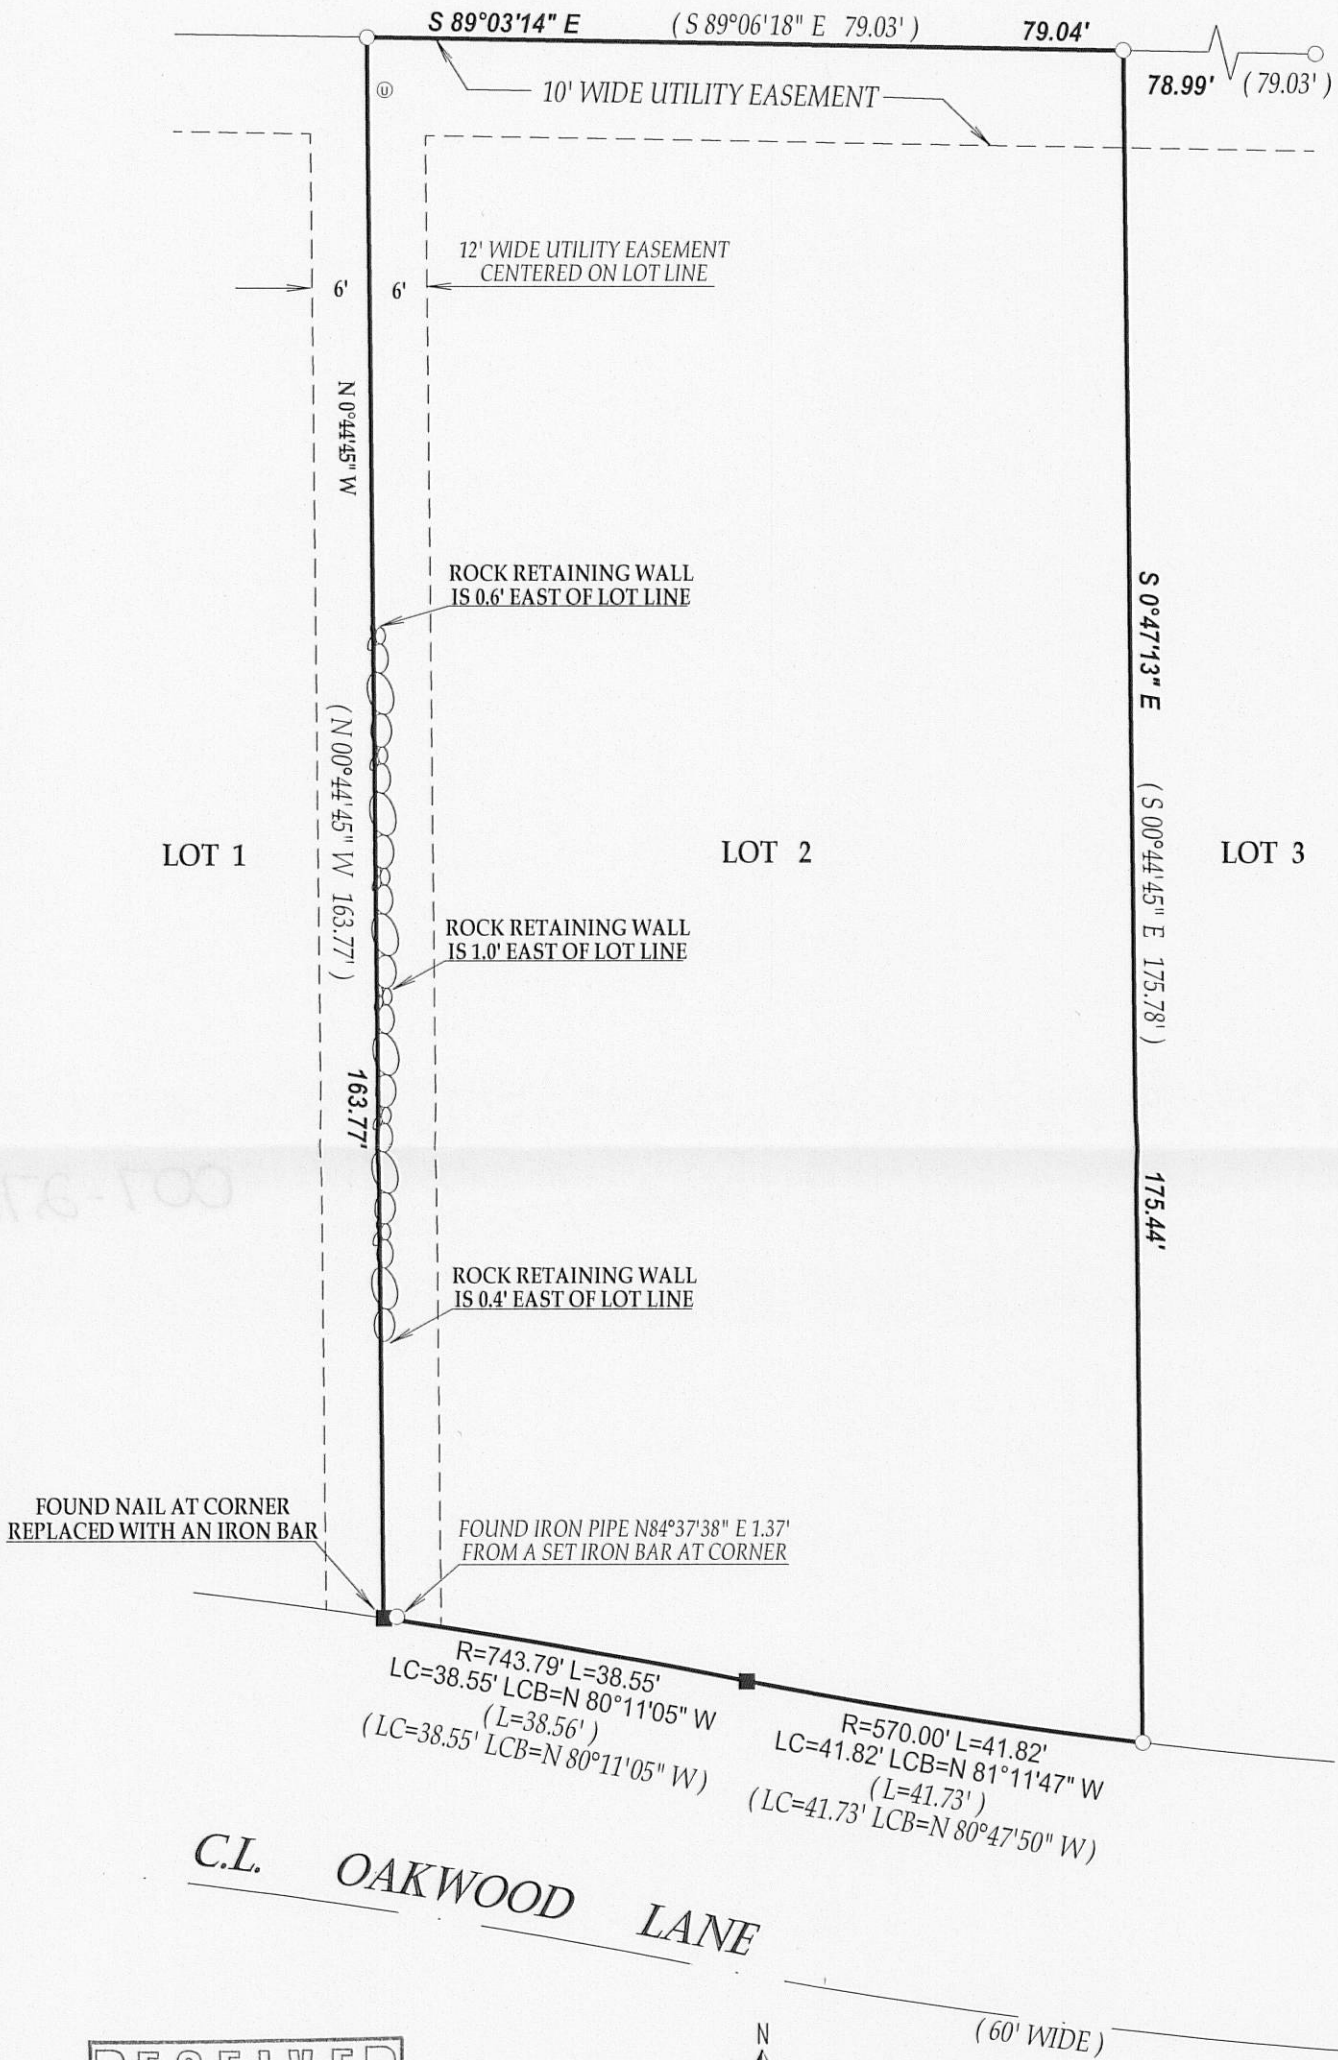 S 89°03'14" E ( S 89°06'18" E 79.03' ) 79.04'
78.99' ( 79.03' )
U
10' WIDE UTILITY EASEMENT
12' WIDE UTILITY EASEMENT
CENTERED ON LOT LINE
6' 6'
N 0°44'45" W
ROCK RETAINING WALL
IS 0.6' EAST OF LOT LINE
S 0°47'13" E
( N 00°44'45" W 163.77' )
( S 00°44'45" E 175.78' )
LOT 1
LOT 2
LOT 3
ROCK RETAINING WALL
IS 1.0' EAST OF LOT LINE
163.77'
175.44'
ROCK RETAINING WALL
IS 0.4' EAST OF LOT LINE
FOUND NAIL AT CORNER
REPLACED WITH AN IRON BAR
FOUND IRON PIPE N84°37'38" E 1.37'
FROM A SET IRON BAR AT CORNER
R=743.79' L=38.55'
LC=38.55' LCB=N 80°11'05" W
( L=38.56' )
( LC=38.55' LCB=N 80°11'05" W )
R=570.00' L=41.82'
LC=41.82' LCB=N 81°11'47" W
( L=41.73' )
( LC=41.73' LCB=N 80°47'50" W )
C.L. OAKWOOD LANE
( 60' WIDE )
N
RECEIVED